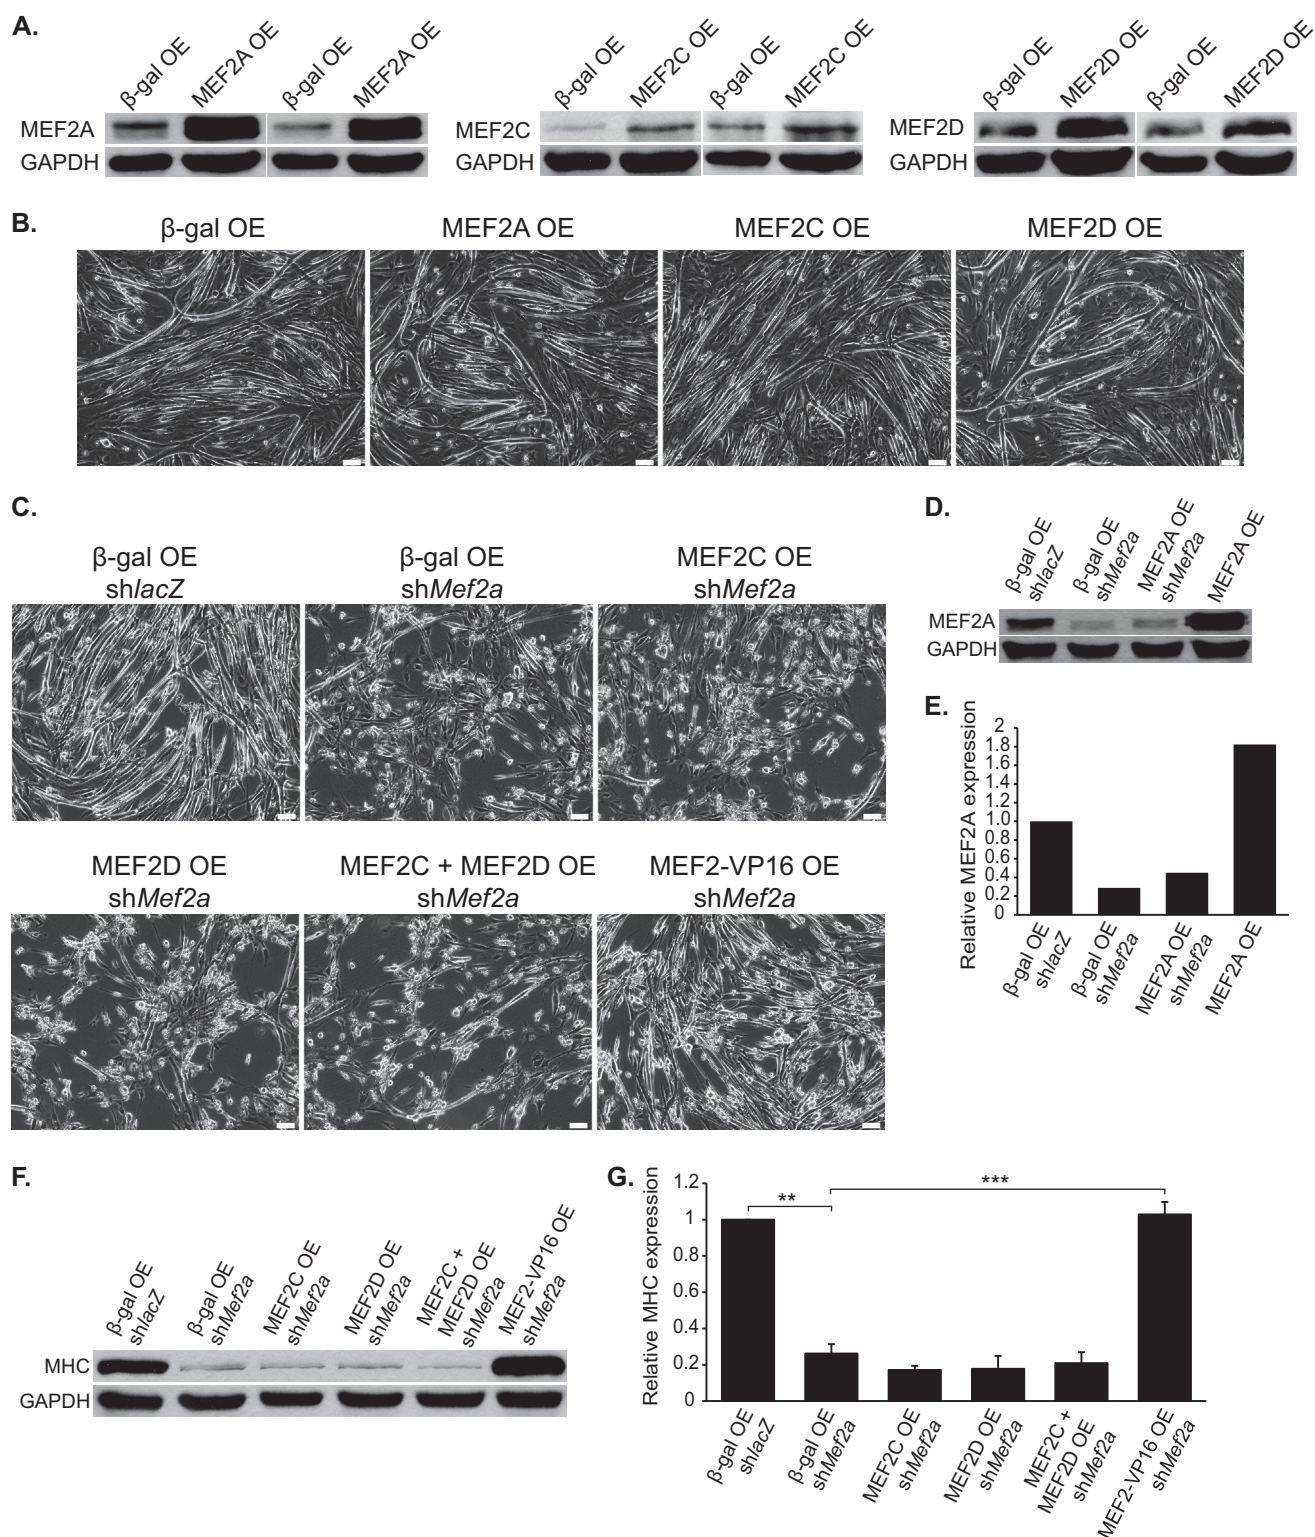 A.
β-gal OE
MEF2A OE
β-gal OE
MEF2A OE
MEF2A
GAPDH
β-gal OE
MEF2C OE
β-gal OE
MEF2C OE
MEF2C
GAPDH
β-gal OE
MEF2D OE
β-gal OE
MEF2D OE
MEF2D
GAPDH
B.
β-gal OE
MEF2A OE
MEF2C OE
MEF2D OE
C.
β-gal OE
shlacZ
β-gal OE
shMef2a
MEF2C OE
shMef2a
MEF2D OE
shMef2a
MEF2C + MEF2D OE
shMef2a
MEF2-VP16 OE
shMef2a
D.
β-gal OE
shlacZ
β-gal OE
shMef2a
MEF2A OE
shMef2a
MEF2A OE
MEF2A
GAPDH
E.
Relative MEF2A expression
2
1.8
1.6
1.4
1.2
1.0
0.8
0.6
0.4
0.2
0
β-gal OE
shlacZ
β-gal OE
shMef2a
MEF2A OE
shMef2a
MEF2A OE
F.
β-gal OE
shlacZ
β-gal OE
shMef2a
MEF2C OE
shMef2a
MEF2D OE
shMef2a
MEF2C +
MEF2D OE
shMef2a
MEF2-VP16 OE
shMef2a
MHC
GAPDH
G.
Relative MHC expression
1.2
1
0.8
0.6
0.4
0.2
0
**
***
β-gal OE
shlacZ
β-gal OE
shMef2a
MEF2C OE
shMef2a
MEF2D OE
shMef2a
MEF2C +
MEF2D OE
shMef2a
MEF2-VP16 OE
shMef2a